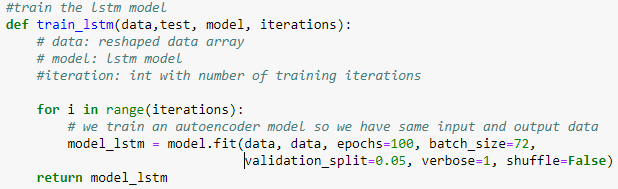 #train the lstm model
def train_lstm(data,test, model, iterations):
    # data: reshaped data array
    # model: lstm model
    #iteration: int with number of training iterations

    for i in range(iterations):
        # we train an autoencoder model so we have same input and output data
        model_lstm = model.fit(data, data, epochs=100, batch_size=72,
                               validation_split=0.05, verbose=1, shuffle=False)
    return model_lstm